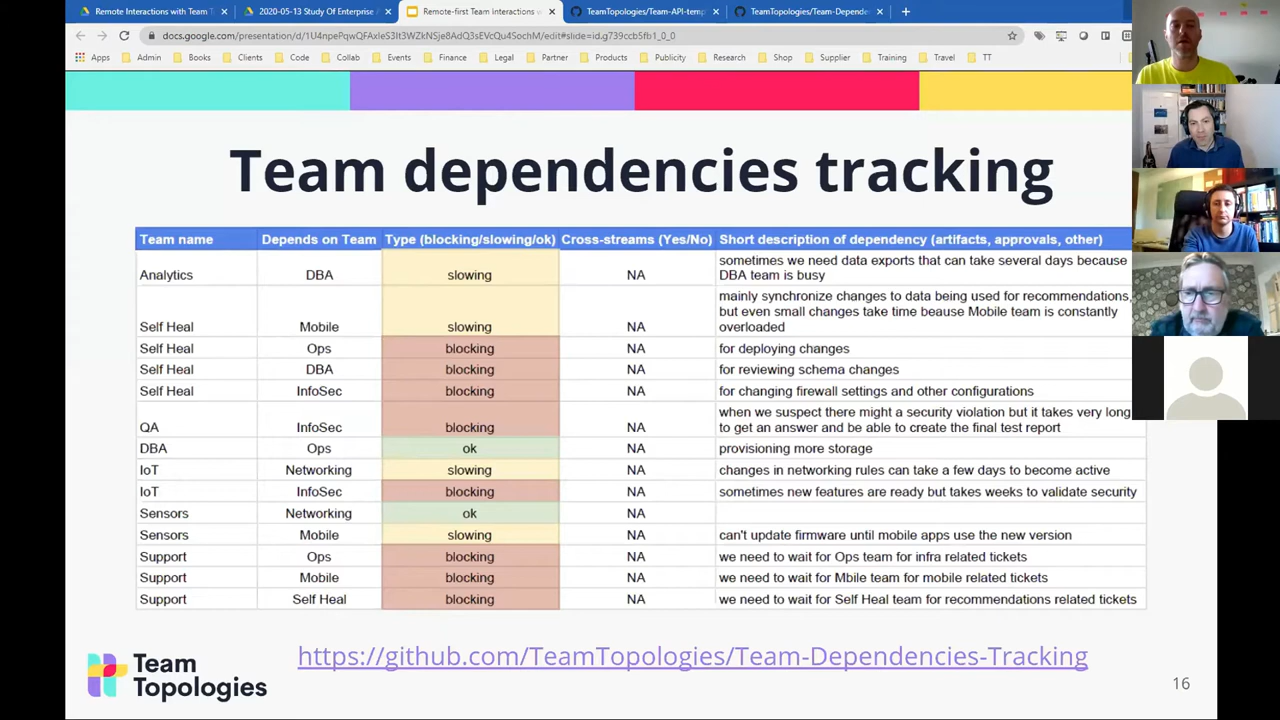 Remote Interactions with Team T
2020-05-13 Study Of Enterprise A
Remote-first Team Interactions w
TeamTopologies/Team-API-temp
TeamTopologies/Team-Depende
docs.google.com/presentation/d/1U4npePqwQFAxleS3It3WZkNSje8AdQ3sEVcQu4SochM/edit#slide=id.g739ccb5fb1_0_0
Apps Admin Books Clients Code Collab Events Finance Legal Partner Products Publicity Research Shop Supplier Training Travel TT
Team dependencies tracking
Team name Depends on Team Type (blocking/slowing/ok) Cross-streams (Yes/No) Short description of dependency (artifacts, approvals, other)
sometimes we need data exports that can take several days because
Analytics DBA slowing NA DBA team is busy
mainly synchronize changes to data being used for recommendations,
but even small changes take time beause Mobile team is constantly
Self Heal Mobile slowing NA overloaded
Self Heal Ops blocking NA for deploying changes
Self Heal DBA blocking NA for reviewing schema changes
Self Heal InfoSec blocking NA for changing firewall settings and other configurations
when we suspect there might a security violation but it takes very long
QA InfoSec blocking NA to get an answer and be able to create the final test report
DBA Ops ok NA provisioning more storage
IoT Networking slowing NA changes in networking rules can take a few days to become active
IoT InfoSec blocking NA sometimes new features are ready but takes weeks to validate security
Sensors Networking ok NA
Sensors Mobile slowing NA can't update firmware until mobile apps use the new version
Support Ops blocking NA we need to wait for Ops team for infra related tickets
Support Mobile blocking NA we need to wait for Mbile team for mobile related tickets
Support Self Heal blocking NA we need to wait for Self Heal team for recommendations related tickets
https://github.com/TeamTopologies/Team-Dependencies-Tracking
Team
Topologies
16